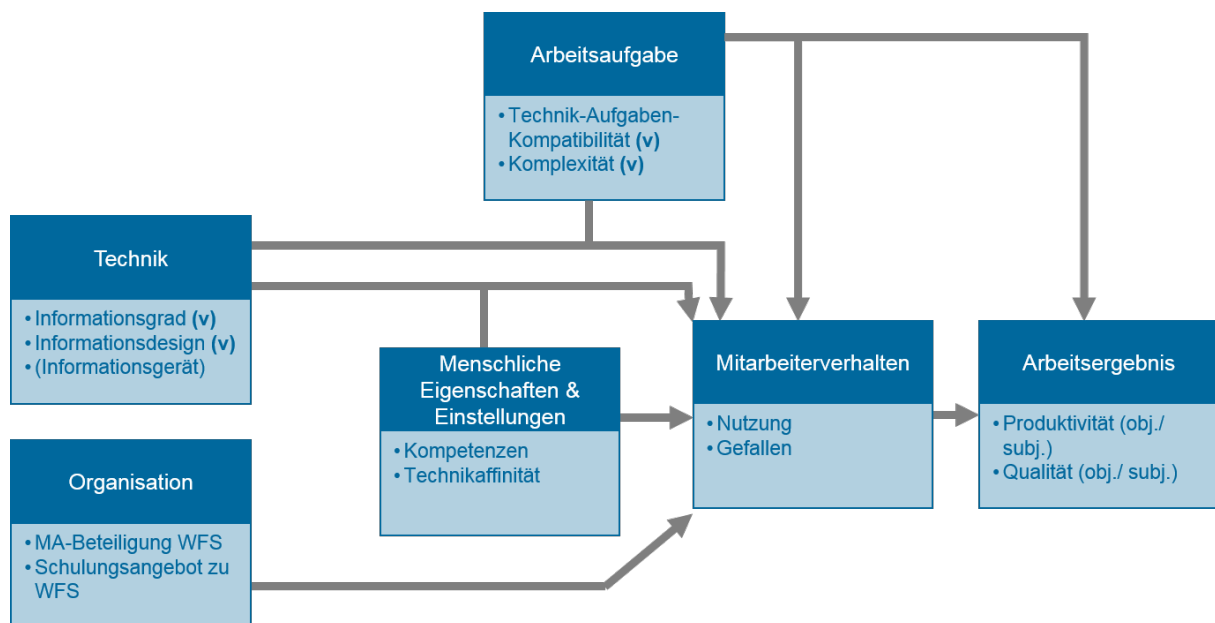 Arbeitsaufgabe
• Technik-Aufgaben-
Kompatibilität (v)
• Komplexität (v)
Technik
• Informationsgrad (v)
• Informationsdesign (v)
• (Informationsgerät)
Menschliche
Eigenschaften &
Einstellungen
• Kompetenzen
• Technikaffinität
Mitarbeiterverhalten
• Nutzung
• Gefallen
Arbeitsergebnis
• Produktivität (obj./
subj.)
• Qualität (obj./ subj.)
Organisation
• MA-Beteiligung WFS
• Schulungsangebot zu
WFS